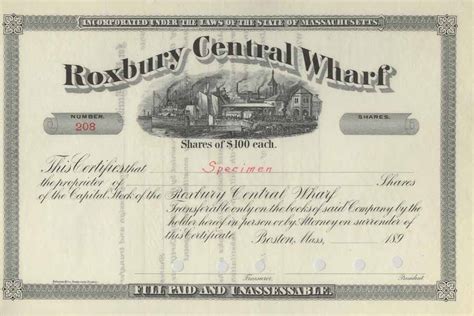 INCORPORATED UNDER THE LAWS OF THE STATE OF MASSACHUSETTS.
Roxbury Central Wharf
NUMBER.
208
SHARES.
Shares of $100 each.
This Certifies that Specimen
the proprietor of Shares
of the Capital Stock of the Roxbury Central Wharf
Transferable only on the books of said Company by the
holder hereof in person or by Attorney on surrender of
this Certificate. Boston, Mass, 189
Treasurer. President
FULL PAID AND UNASSESSABLE.